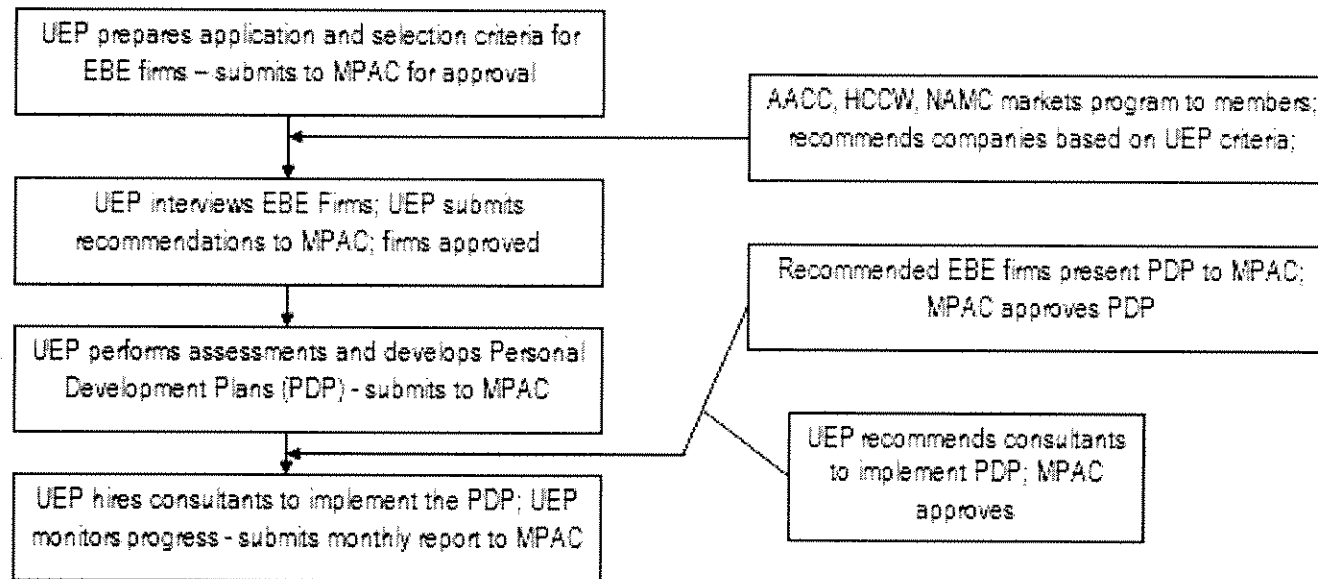 UEP prepares application and selection criteria for
EBE firms – submits to MPAC for approval
AACC, HCCW, NAMC markets program to members;
recommends companies based on UEP criteria;
UEP interviews EBE Firms; UEP submits
recommendations to MPAC; firms approved
Recommended EBE firms present PDP to MPAC;
MPAC approves PDP
UEP performs assessments and develops Personal
Development Plans (PDP) - submits to MPAC
UEP recommends consultants
to implement PDP; MPAC
approves
UEP hires consultants to implement the PDP; UEP
monitors progress - submits monthly report to MPAC